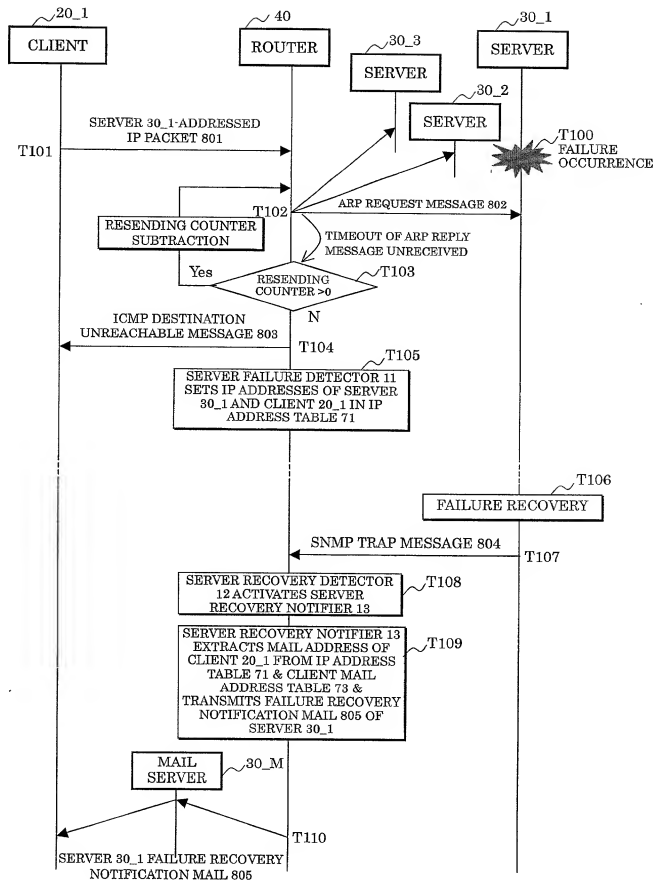 20_1
CLIENT
40
ROUTER
30_3
SERVER
30_2
SERVER
30_1
SERVER
T100
FAILURE
OCCURRENCE
SERVER 30_1-ADDRESSED
IP PACKET 801
T101
T102
ARP REQUEST MESSAGE 802
RESENDING COUNTER
SUBTRACTION
TIMEOUT OF ARP REPLY
MESSAGE UNRECEIVED
Yes
T103
RESENDING
COUNTER >0
N
ICMP DESTINATION
UNREACHABLE MESSAGE 803
T104
T105
SERVER FAILURE DETECTOR 11
SETS IP ADDRESSES OF SERVER
30_1 AND CLIENT 20_1 IN IP
ADDRESS TABLE 71
T106
FAILURE RECOVERY
SNMP TRAP MESSAGE 804
T107
SERVER RECOVERY DETECTOR
12 ACTIVATES SERVER
RECOVERY NOTIFIER 13
T108
SERVER RECOVERY NOTIFIER 13
EXTRACTS MAIL ADDRESS OF
CLIENT 20_1 FROM IP ADDRESS
TABLE 71 & CLIENT MAIL
ADDRESS TABLE 73 &
TRANSMITS FAILURE RECOVERY
NOTIFICATION MAIL 805 OF
SERVER 30_1
T109
MAIL
SERVER
30_M
T110
SERVER 30_1 FAILURE RECOVERY
NOTIFICATION MAIL 805